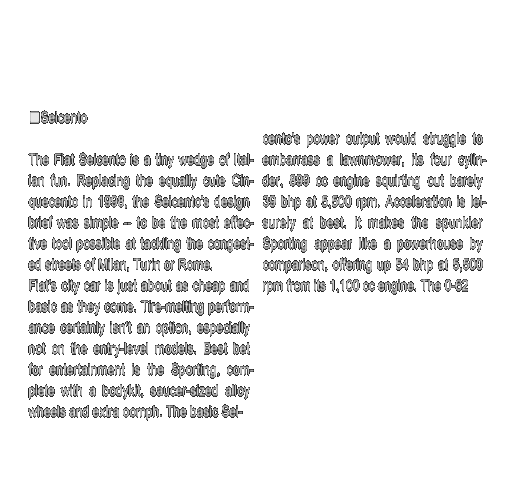 Seicento
The Fiat Seicento is a tiny wedge of Ital-
ian fun. Replacing the equally cute Cin-
quecento in 1998, the Seicento's design
brief was simple – to be the most effec-
tive tool possible at tackling the congest-
ed streets of Milan, Turin or Rome.
Fiat's city car is just about as cheap and
basic as they come. Tire-melting perform-
ance certainly isn't an option, especially
not on the entry-level models. Best bet
for entertainment is the Sporting, com-
plete with a bodykit, saucer-sized alloy
wheels and extra oomph. The basic Sei-
cento's power output would struggle to
embarrass a lawnmower, its four cylin-
der, 899 cc engine squirting out barely
39 bhp at 5,500 rpm. Acceleration is lei-
surely at best. It makes the spunkier
Sporting appear like a powerhouse by
comparison, offering up 54 bhp at 5,500
rpm from its 1,100 cc engine. The 0-62